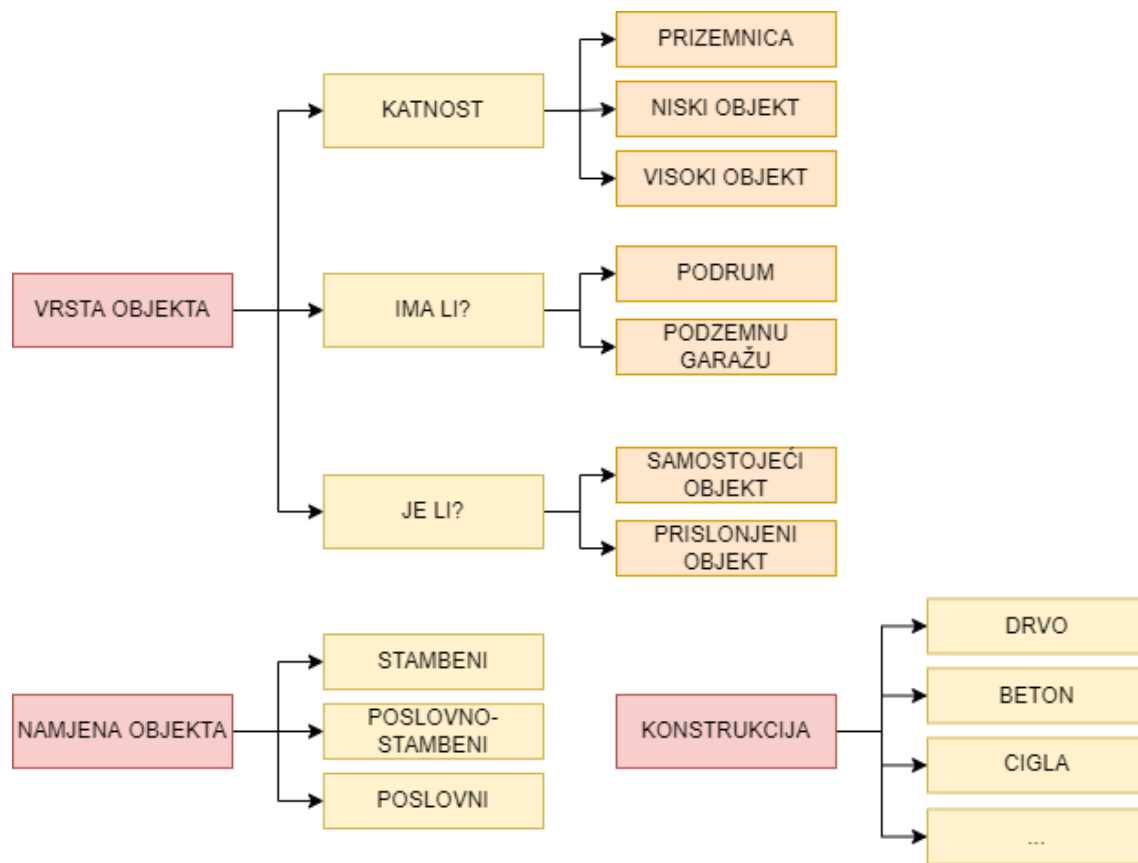 PRIZEMNICA
KATNOST
NISKI OBJEKT
VISOKI OBJEKT
PODRUM
VRSTA OBJEKTA
IMA LI?
PODZEMNU
GARAŽU
SAMOSTOJEĆI
OBJEKT
JE LI?
PRISLONJENI
OBJEKT
DRVO
STAMBENI
BETON
NAMJENA OBJEKTA
POSLOVNO-
STAMBENI
KONSTRUKCIJA
CIGLA
POSLOVNI
...